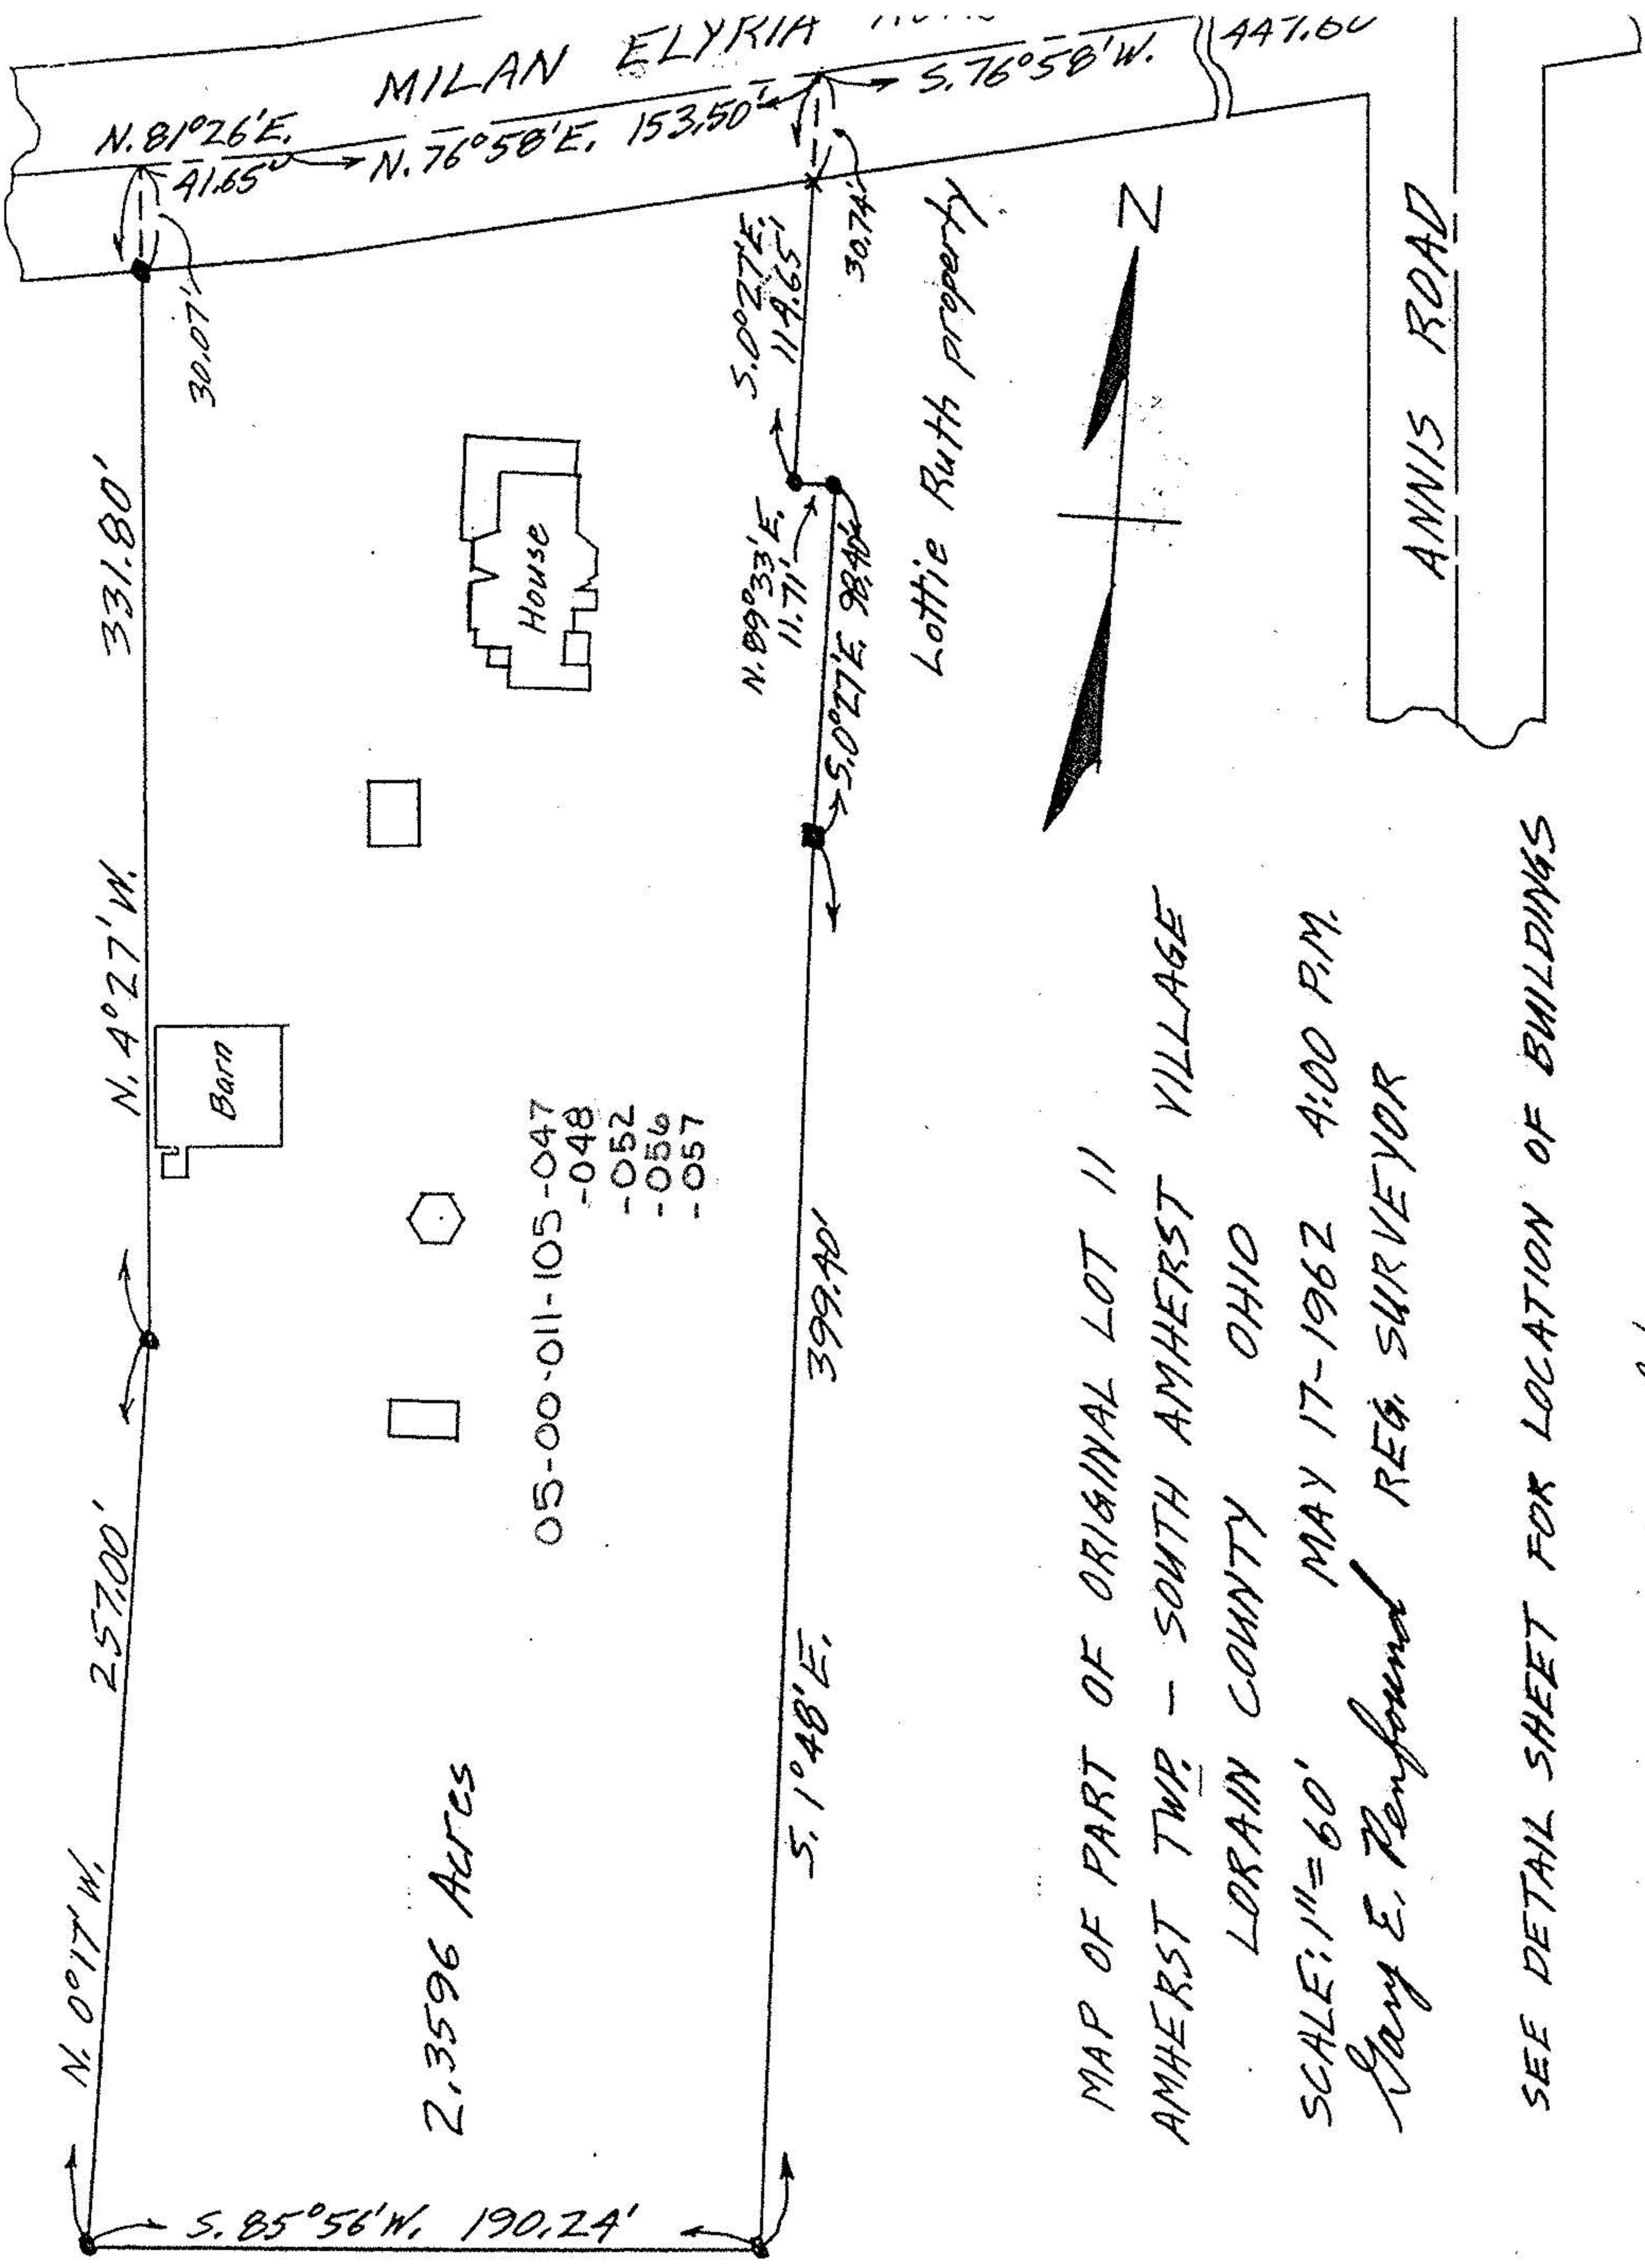 MILAN ELYRIA
N. 81°26'E.
41.65'
N. 76°58'E. 153.50'
S. 76°58'W.
447.60
30.07'
30.74'
N. 4°27'W. 331.80'
S. 0°27'E.
114.65'
N. 89°33'E.
11.71'
S. 0°27'E. 98.40'
Lottie Ruth property
N
House
Barn
ANNIS ROAD
05-00-011-105-047
-048
-052
-056
-057
N. 0°17'W. 257.00'
2.3596 Acres
S. 1°48'E. 399.40'
S. 85°56'W. 190.24'
MAP OF PART OF ORIGINAL LOT 11
AMHERST TWP. - SOUTH AMHERST VILLAGE
LORAIN COUNTY OHIO
SCALE: 1"=60' MAY 17-1962 4:00 P.M.
Gary E. Penfound REG. SURVEYOR
SEE DETAIL SHEET FOR LOCATION OF BUILDINGS